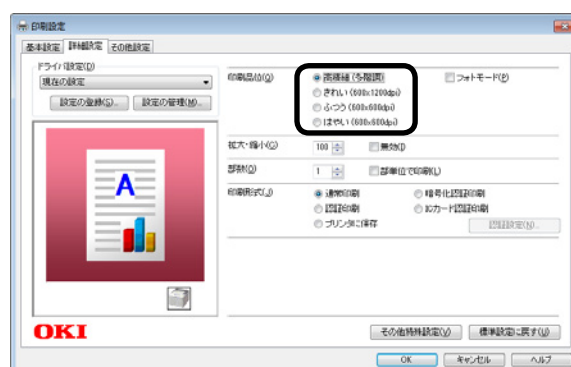 印刷設定
基本設定 詳細設定 その他設定
ドライバ設定(D)
現在の設定
設定の登録(S)... 設定の管理(M)...
印刷品位(Q)
高精細 (多階調)
フォトモード(P)
きれい (600x1200dpi)
ふつう (600x600dpi)
はやい (600x600dpi)
拡大・縮小(C) 100 無効(I)
部数(O) 1 部単位で印刷(L)
印刷形式(J) 通常印刷 暗号化認証印刷
認証印刷 ICカード認証印刷
プリンタに保存 認証設定(N)...
A
OKI
その他特殊設定(V) 標準設定に戻す(U)
OK キャンセル ヘルプ